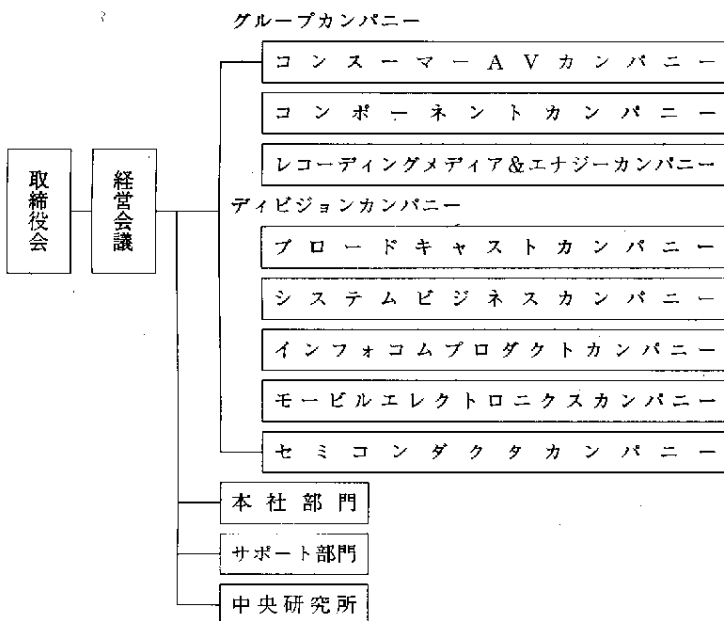 グループカンパニー
コンスーマーAVカンパニー
コンポーネントカンパニー
レコーディングメディア&エナジーカンパニー
取締役会
経営会議
ディビジョンカンパニー
ブロードキャストカンパニー
システムビジネスカンパニー
インフォコムプロダクトカンパニー
モービルエレクトロニクスカンパニー
セミコンダクタカンパニー
本社部門
サポート部門
中央研究所